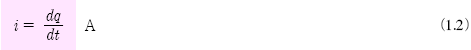 i = dq/dt A (1.2)